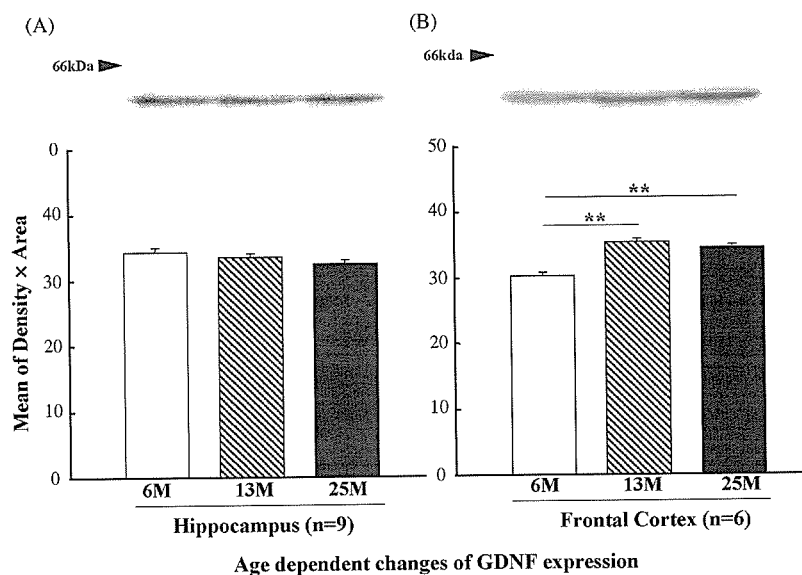 (A)
66kDa
0
40
30
20
10
0
Mean of Density × Area
6M 13M 25M
Hippocampus (n=9)
(B)
66kda
50
40
30
20
10
0
**
**
6M 13M 25M
Frontal Cortex (n=6)
Age dependent changes of GDNF expression